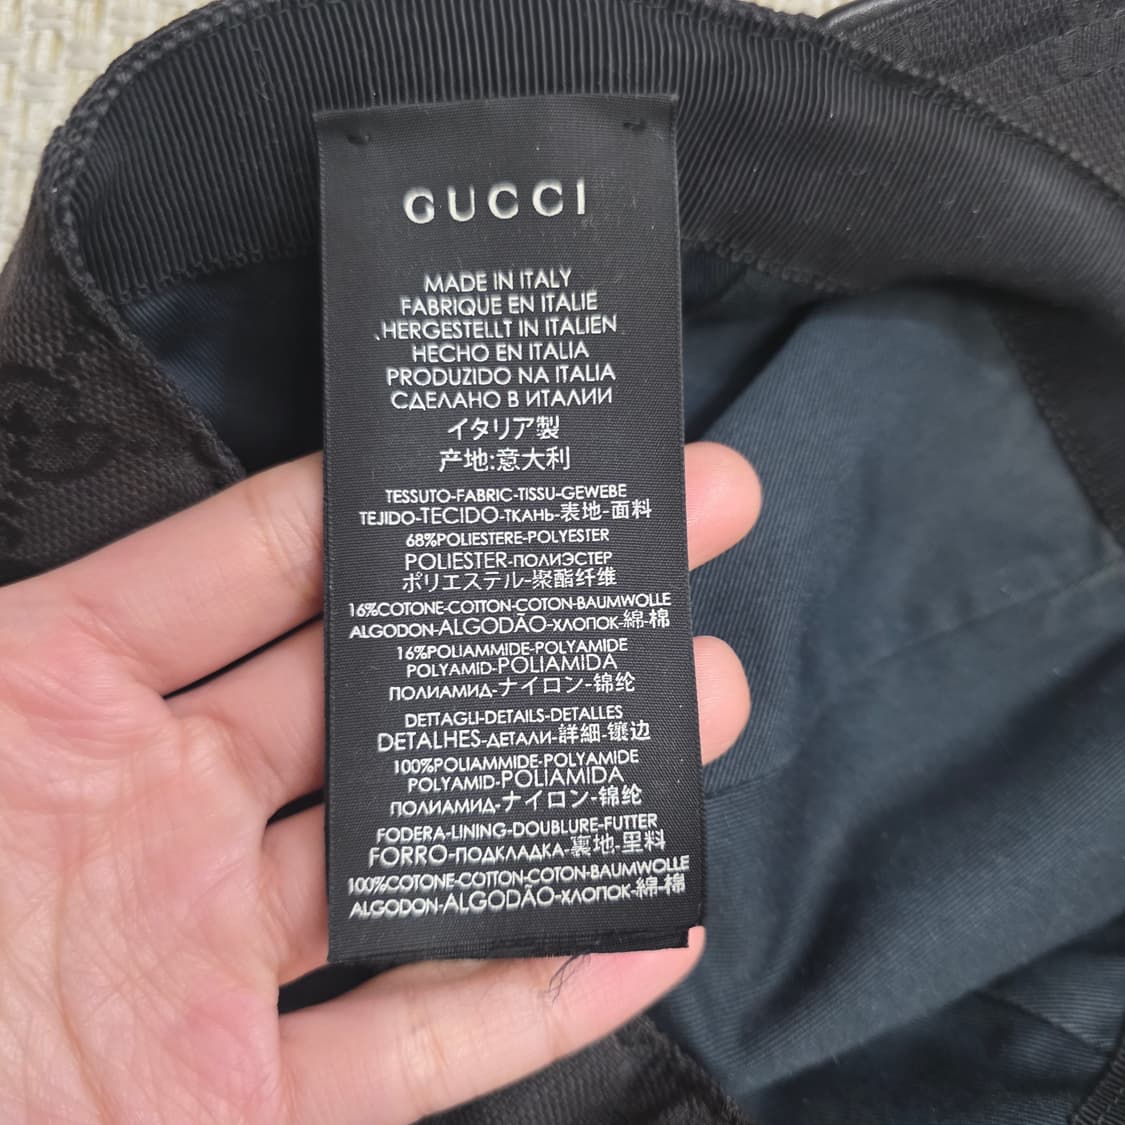 GUCCI
MADE IN ITALY
FABRIQUE EN ITALIE
HERGESTELLT IN ITALIEN
HECHO EN ITALIA
PRODUZIDO NA ITALIA
СДЕЛАНО В ИТАЛИИ
イタリア製
产地:意大利
TESSUTO-FABRIC-TISSU-GEWEBE
TEJIDO-TECIDO-ТКАНЬ-表地-面料
68%POLIESTERE-POLYESTER
POLIESTER-ПОЛИЭСТЕР
ポリエステル-聚酯纤维
16%COTONE-COTTON-COTON-BAUMWOLLE
ALGODON-ALGODÃO-ХЛОПОК-綿-棉
16%POLIAMMIDE-POLYAMIDE
POLYAMID-POLIAMIDA
ПОЛИАМИД-ナイロン-锦纶
DETTAGLI-DETAILS-DETALLES
DETALHES-ДЕТАЛИ-詳細-镶边
100%POLIAMMIDE-POLYAMIDE
POLYAMID-POLIAMIDA
ПОЛИАМИД-ナイロン-锦纶
FODERA-LINING-DOUBLURE-FUTTER
FORRO-ПОДКЛАДКА-裏地-里料
100%COTONE-COTTON-COTON-BAUMWOLLE
ALGODON-ALGODÃO-ХЛОПОК-綿-棉